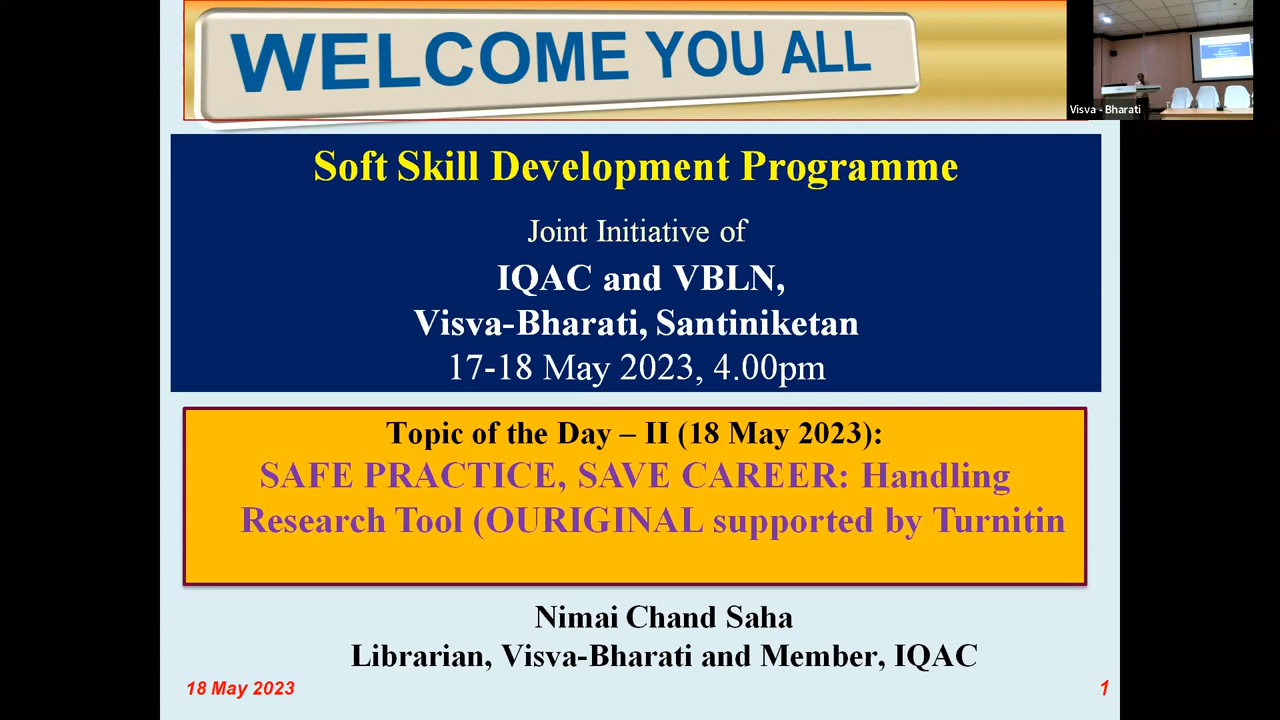 WELCOME YOU ALL
Visva - Bharati
Soft Skill Development Programme
Joint Initiative of
IQAC and VBLN,
Visva-Bharati, Santiniketan
17-18 May 2023, 4.00pm
Topic of the Day – II (18 May 2023):
SAFE PRACTICE, SAVE CAREER: Handling
Research Tool (OURIGINAL supported by Turnitin
Nimai Chand Saha
Librarian, Visva-Bharati and Member, IQAC
18 May 2023
1